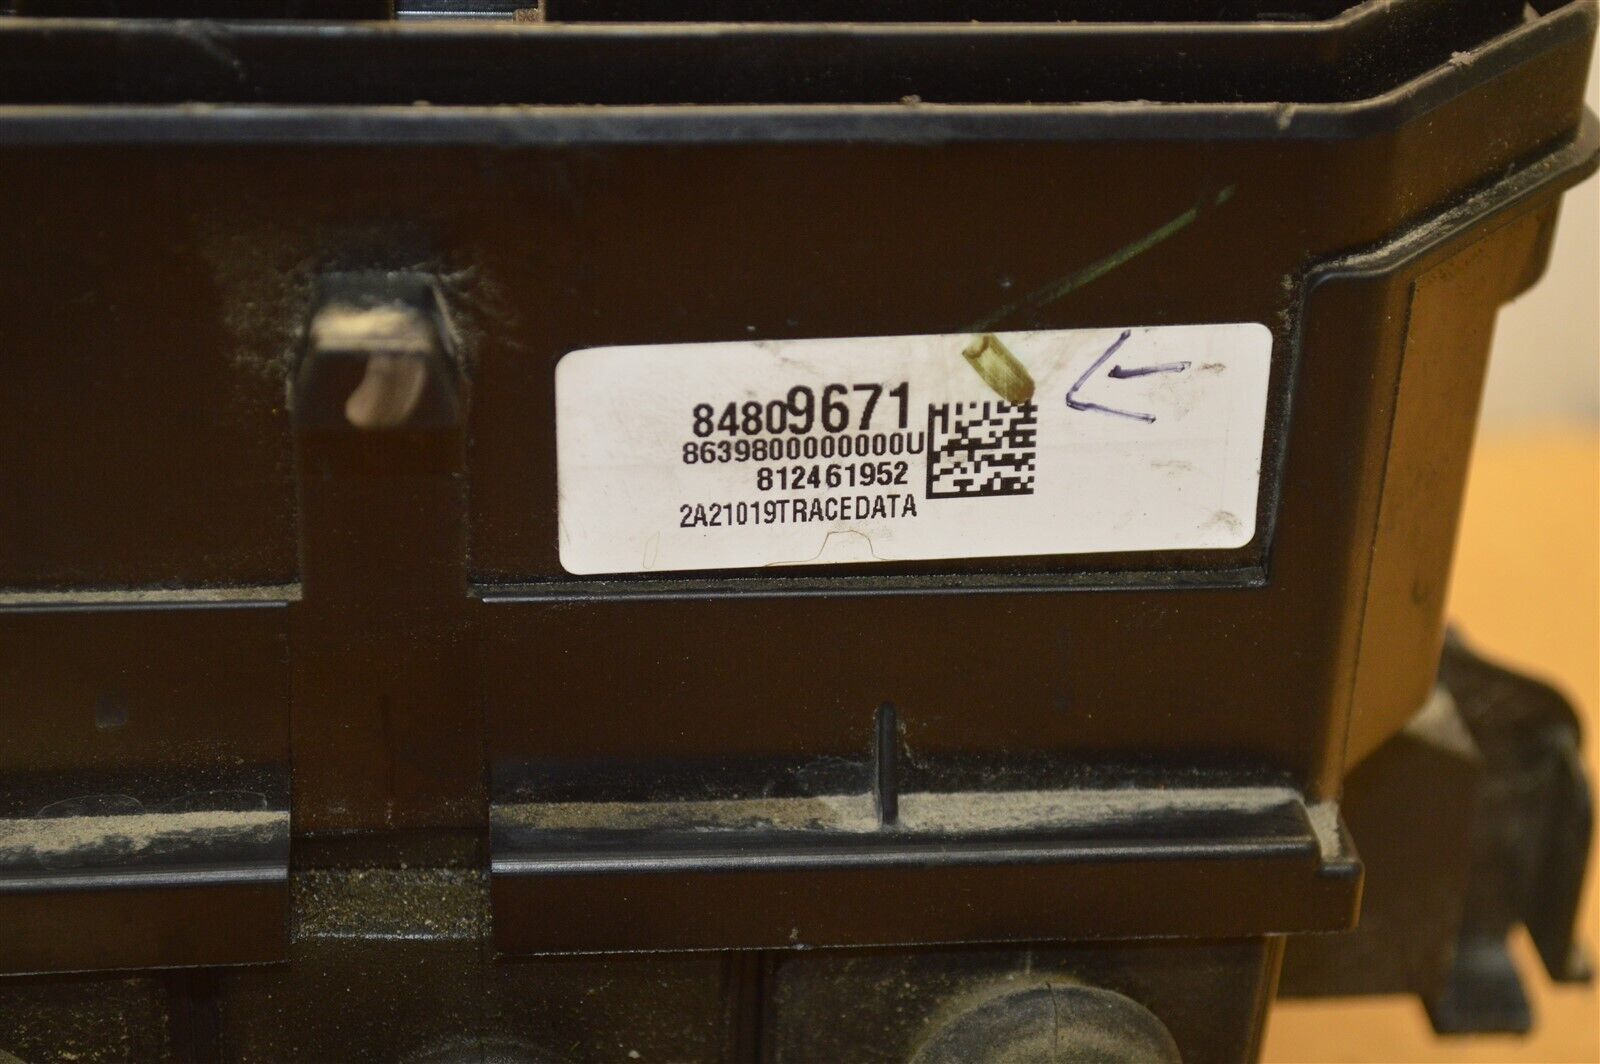 84809671
8639800000000U
812461952
2A21019TRACEDATA